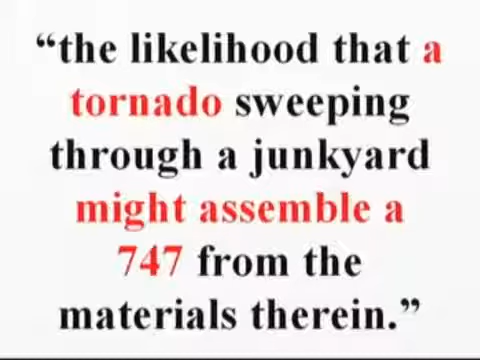 “the likelihood that a
tornado sweeping
through a junkyard
might assemble a
747 from the
materials therein.”